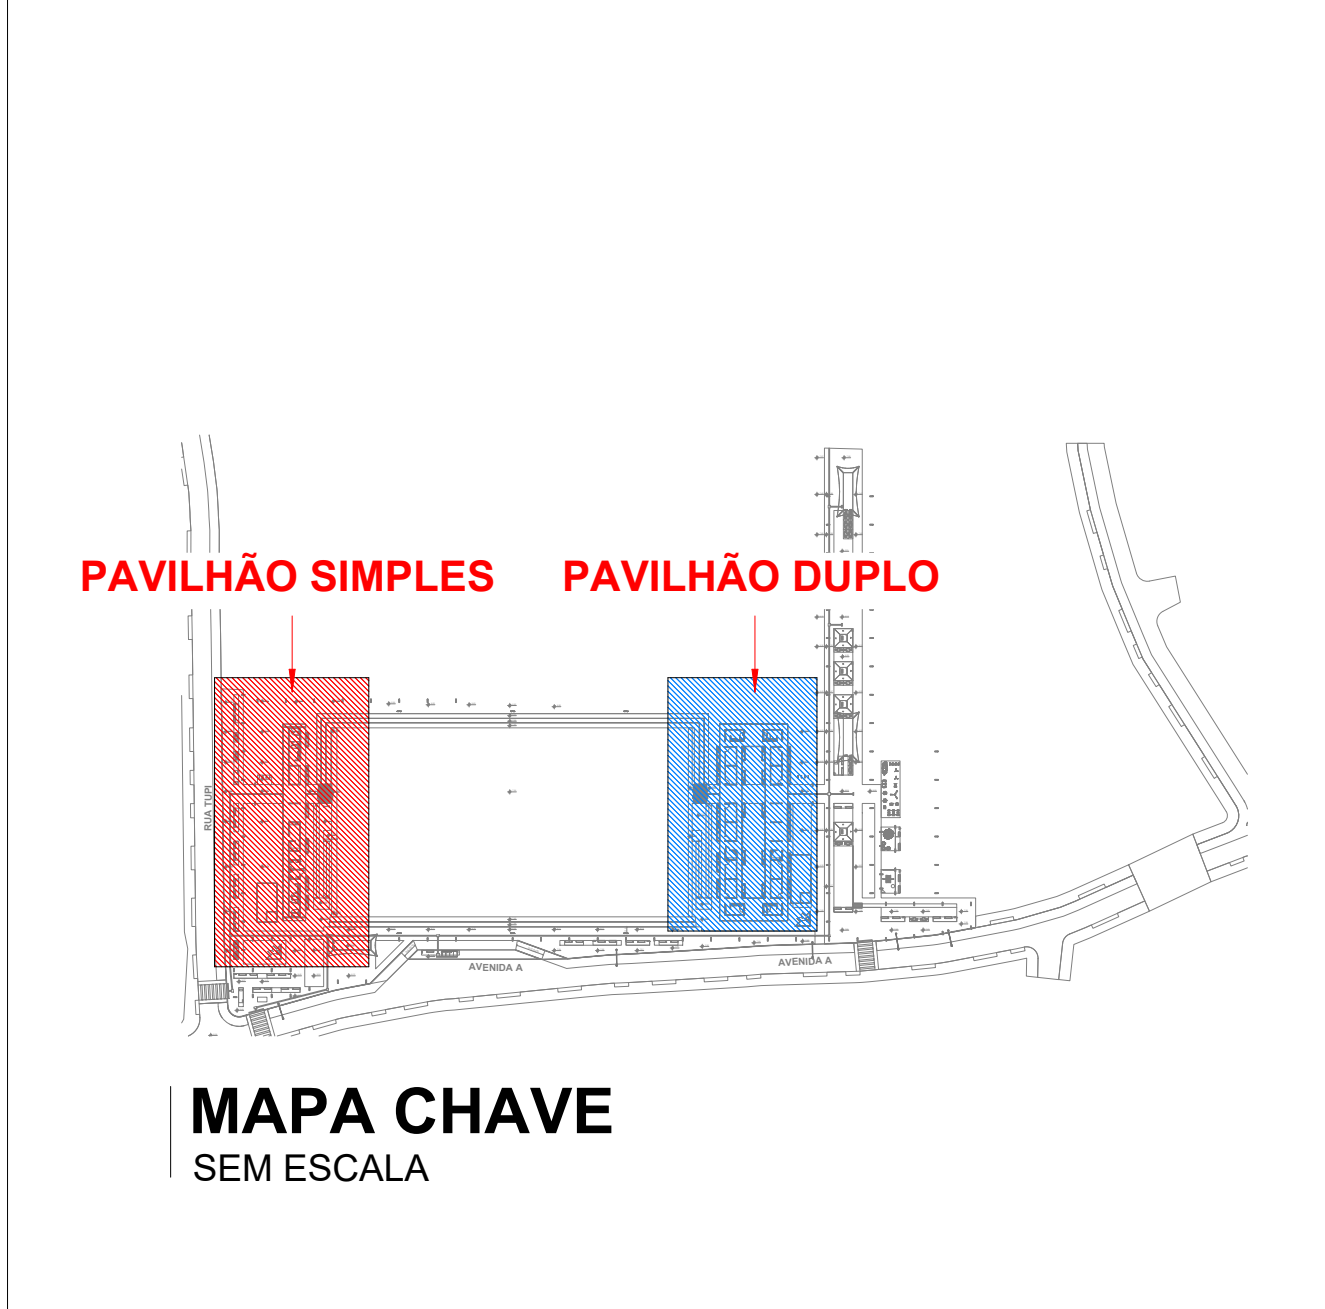 PAVILHÃO SIMPLES
PAVILHÃO DUPLO
RUA TUPI
AVENIDA A
AVENIDA A
MAPA CHAVE
SEM ESCALA